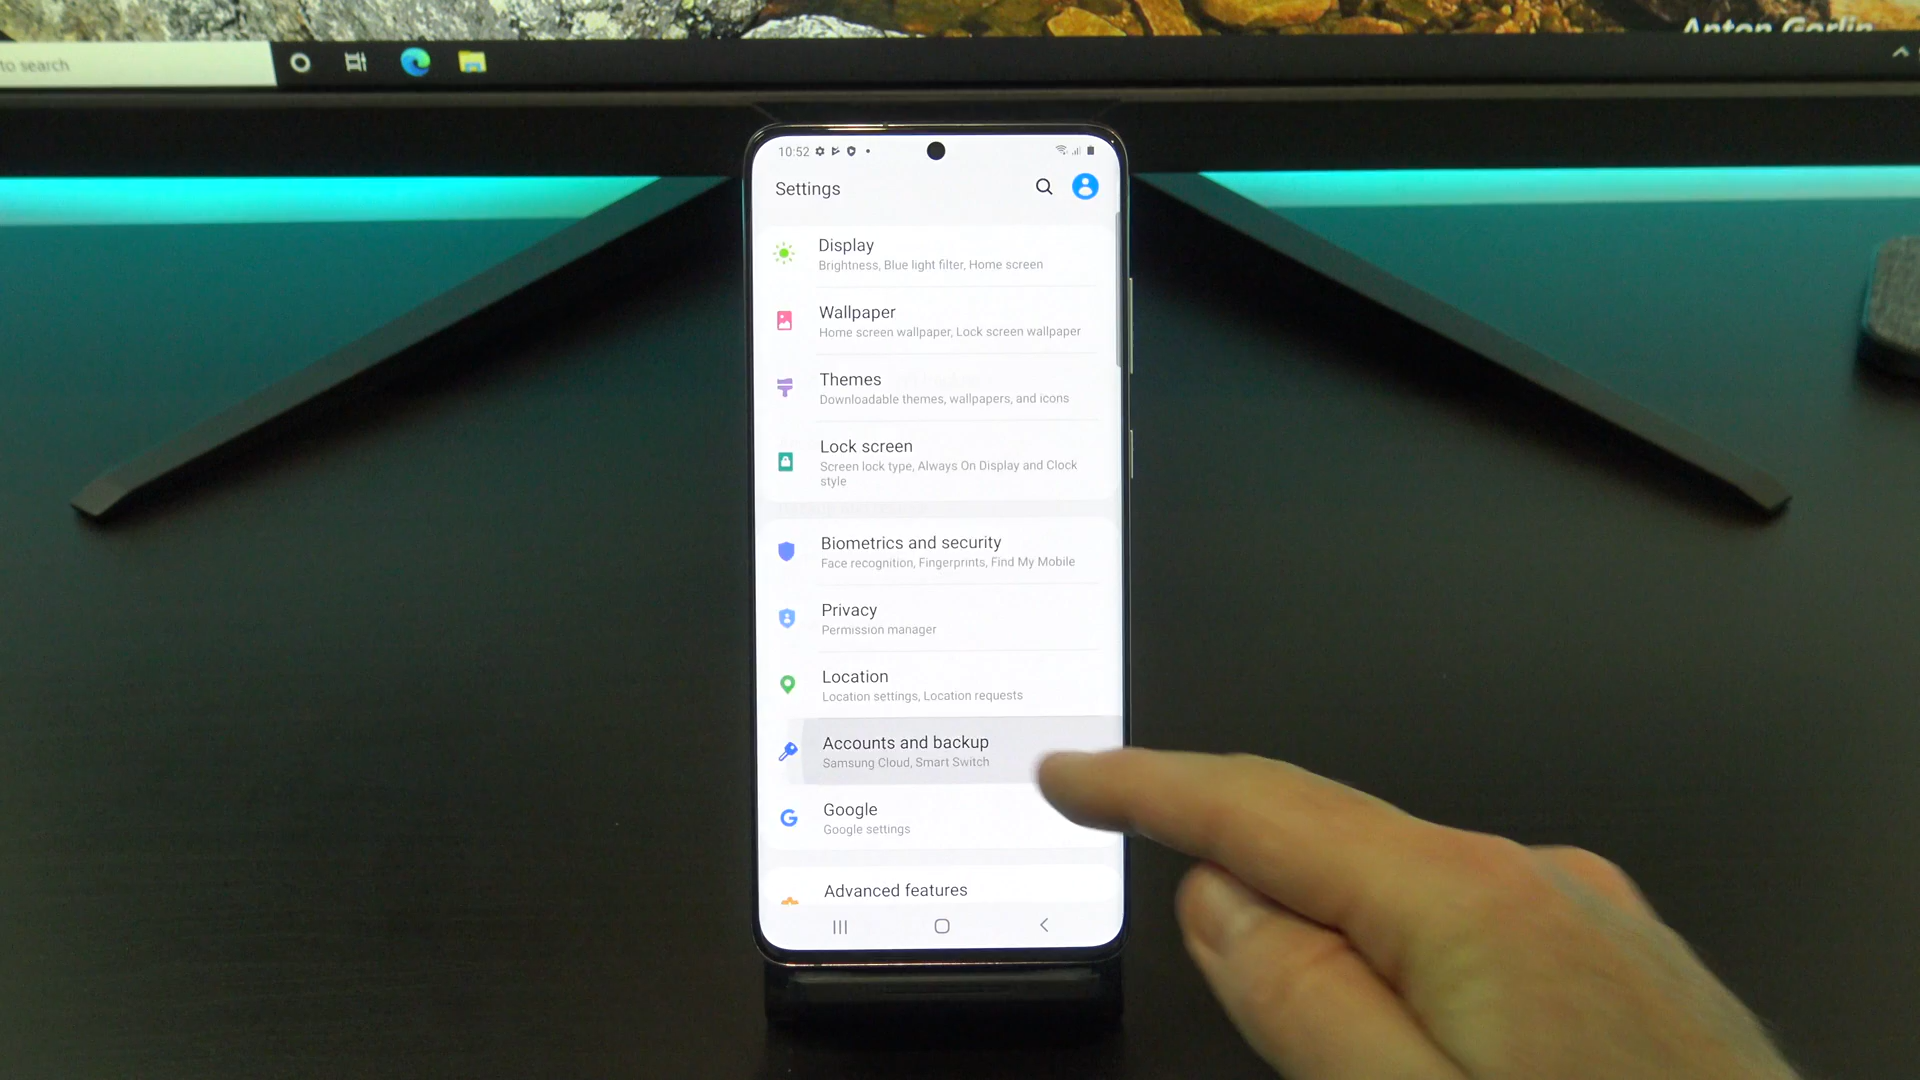 Anton Gorlin
to search
10:52
Settings
Display
Brightness, Blue light filter, Home screen
Wallpaper
Home screen wallpaper, Lock screen wallpaper
Themes
Downloadable themes, wallpapers, and icons
Lock screen
Screen lock type, Always On Display and Clock
style
Biometrics and security
Face recognition, Fingerprints, Find My Mobile
Privacy
Permission manager
Location
Location settings, Location requests
Accounts and backup
Samsung Cloud, Smart Switch
Google
Google settings
Advanced features